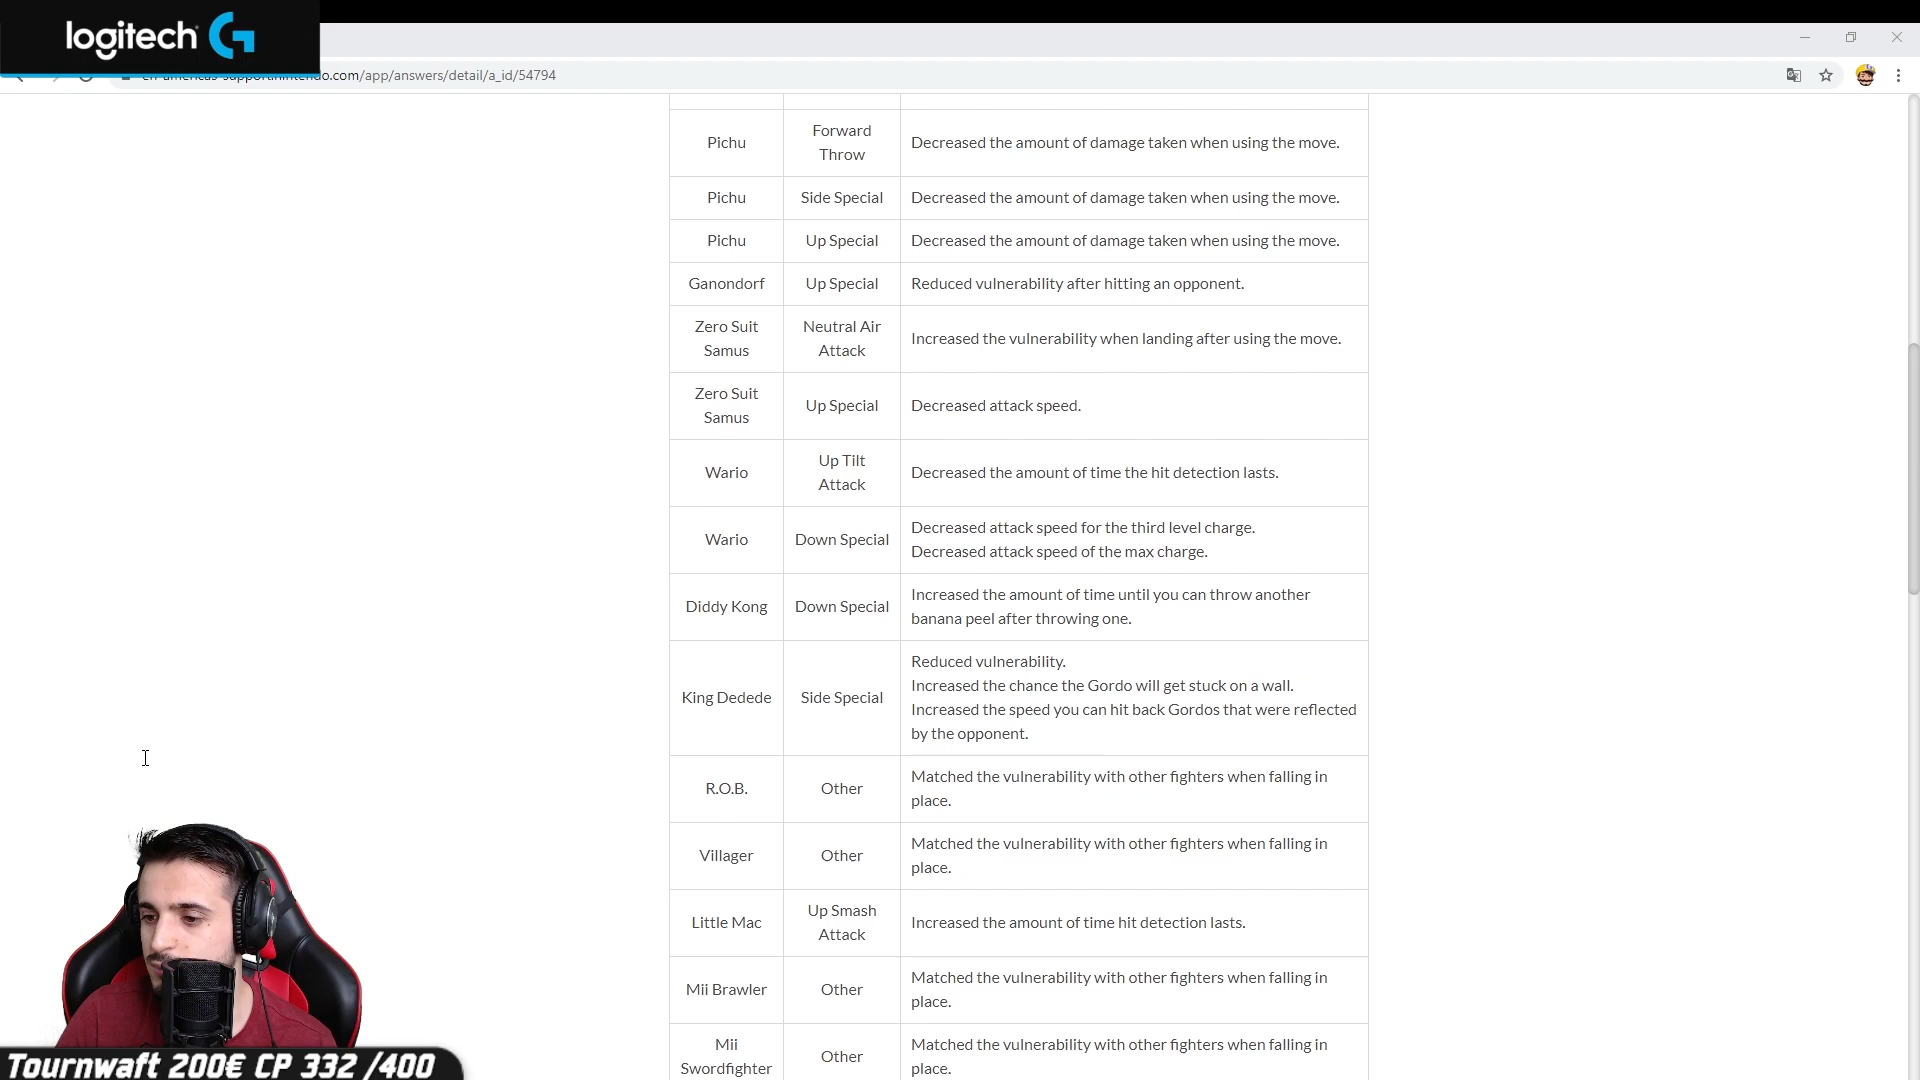 logitech G
en-americas-support.nintendo.com/app/answers/detail/a_id/54794
Pichu
Forward
Throw
Decreased the amount of damage taken when using the move.
Pichu
Side Special
Decreased the amount of damage taken when using the move.
Pichu
Up Special
Decreased the amount of damage taken when using the move.
Ganondorf
Up Special
Reduced vulnerability after hitting an opponent.
Zero Suit
Samus
Neutral Air
Attack
Increased the vulnerability when landing after using the move.
Zero Suit
Samus
Up Special
Decreased attack speed.
Wario
Up Tilt
Attack
Decreased the amount of time the hit detection lasts.
Wario
Down Special
Decreased attack speed for the third level charge.
Decreased attack speed of the max charge.
Diddy Kong
Down Special
Increased the amount of time until you can throw another
banana peel after throwing one.
King Dedede
Side Special
Reduced vulnerability.
Increased the chance the Gordo will get stuck on a wall.
Increased the speed you can hit back Gordos that were reflected
by the opponent.
R.O.B.
Other
Matched the vulnerability with other fighters when falling in
place.
Villager
Other
Matched the vulnerability with other fighters when falling in
place.
Little Mac
Up Smash
Attack
Increased the amount of time hit detection lasts.
Mii Brawler
Other
Matched the vulnerability with other fighters when falling in
place.
Mii
Swordfighter
Other
Matched the vulnerability with other fighters when falling in
place.
Tournwaft 200€ CP 332 /400